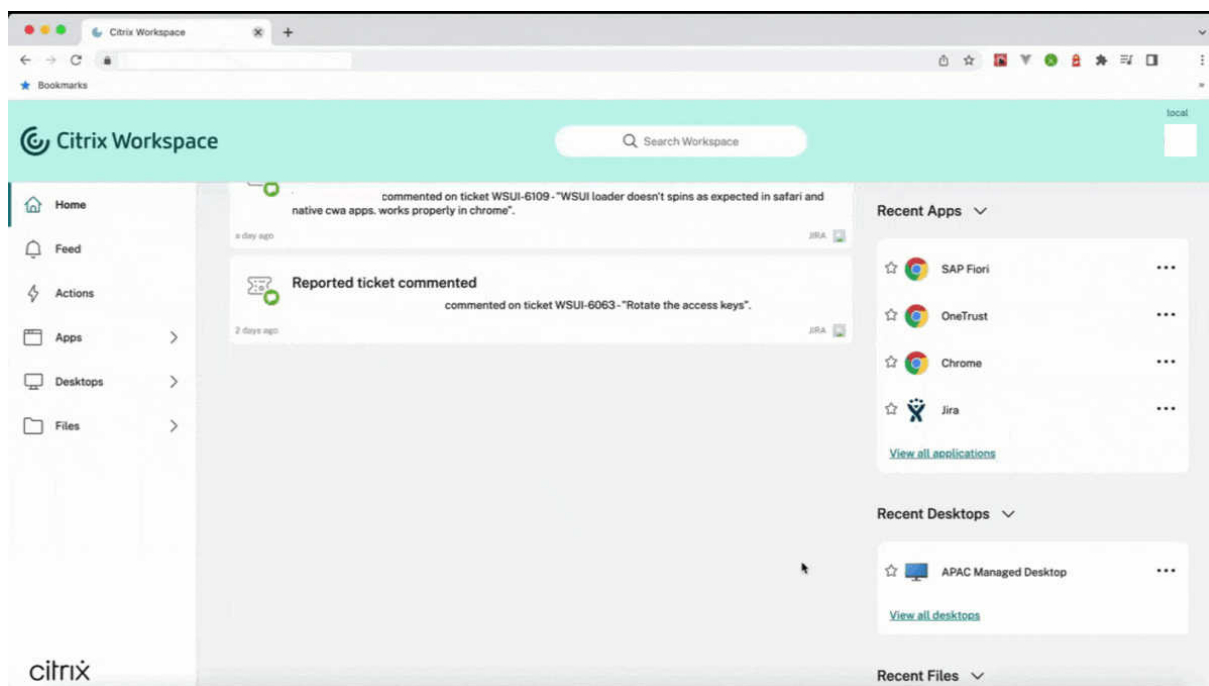 Citrix Workspace
Bookmarks
local
Citrix Workspace
Search Workspace
Home
Feed
Actions
Apps
Desktops
Files
commented on ticket WSUI-6109-"WSUI loader doesn't spins as expected in safari and
native cwa apps. works properly in chrome".
a day ago
JIRA
Reported ticket commented
commented on ticket WSUI-6063-"Rotate the access keys".
2 days ago
JIRA
Recent Apps
SAP Fiori
OneTrust
Chrome
Jira
View all applications
Recent Desktops
APAC Managed Desktop
View all desktops
Recent Files
citrix